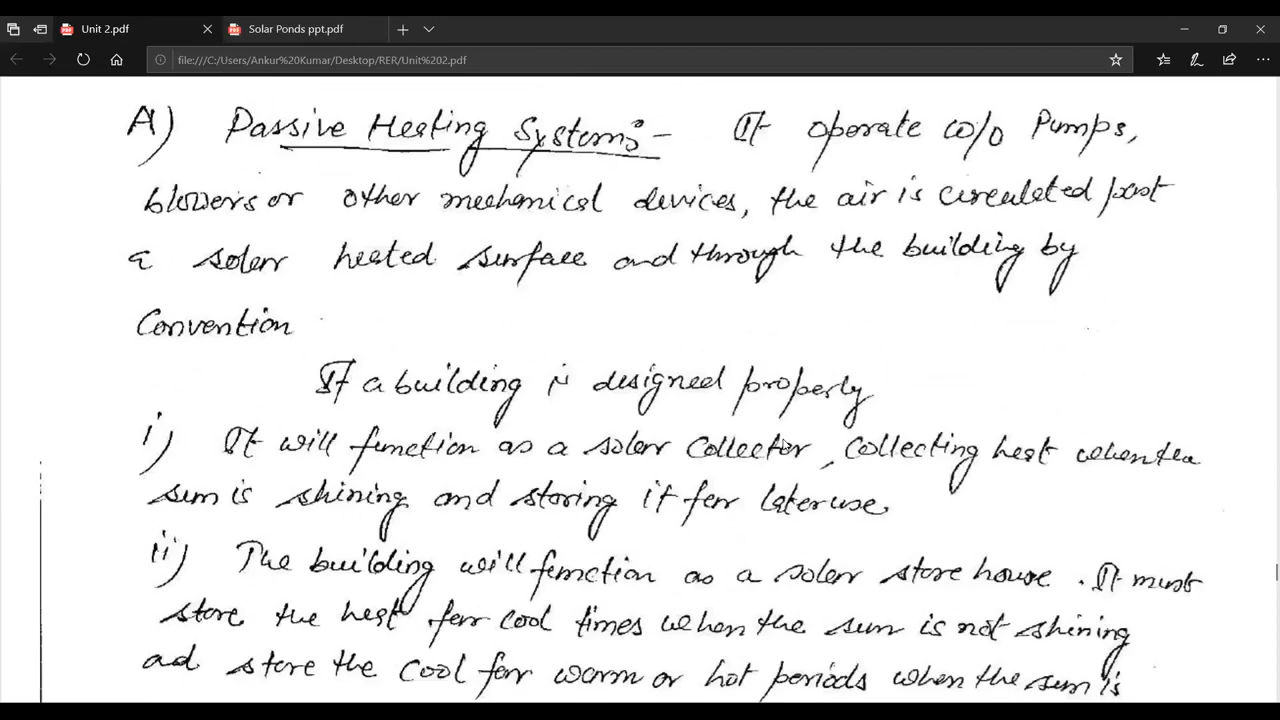 Unit 2.pdf
Solar Ponds ppt.pdf
file:///C:/Users/Ankur%20Kumar/Desktop/RER/Unit%202.pdf
A) Passive Heating Systems:- It operate w/o Pumps,
blowers or other mechanical devices, the air is circulated past
a solar heated surface and through the building by
Convention
If a building is designed properly
i) It will function as a solar collector, collecting heat when the
sun is shining and storing it for later use.
ii) The building will function as a solar store house. It must
store the heat for cool times when the sun is not shining
ad store the cool for warm or hot periods when the sun is